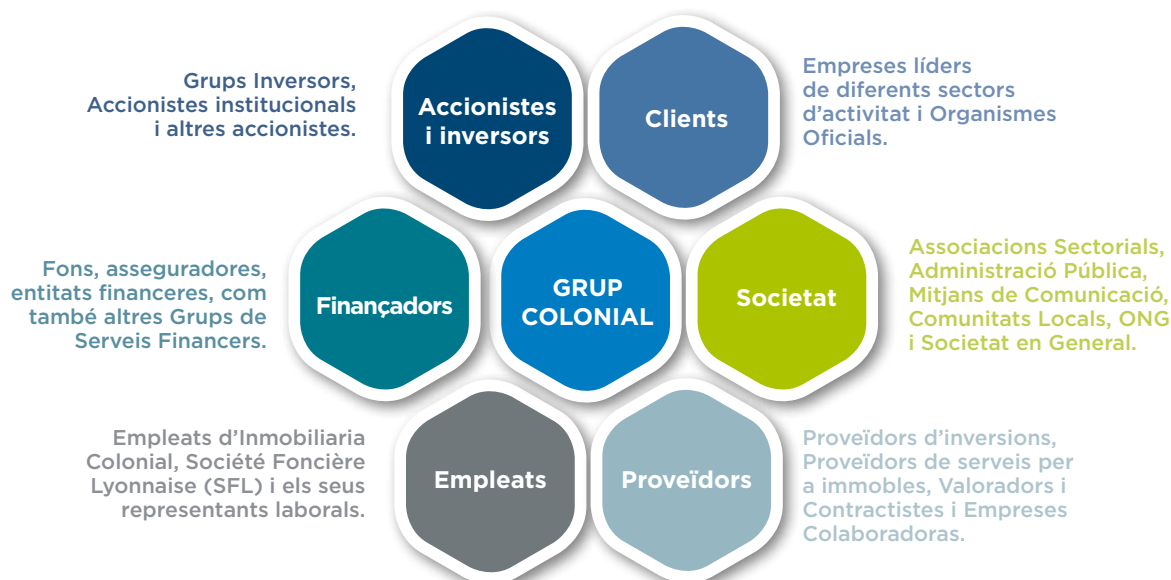 Grups Inversors,
Accionistes institucionals
i altres accionistes.
Accionistes
i inversors
Clients
Empreses líders
de diferents sectors
d’activitat i Organismes
Oficials.
Fons, asseguradores,
entitats financeres, com
també altres Grups de
Serveis Financers.
Finançadors
GRUP
COLONIAL
Societat
Associacions Sectorials,
Administració Pública,
Mitjans de Comunicació,
Comunitats Locals, ONG
i Societat en General.
Empleats d’Inmobiliaria
Colonial, Société Foncière
Lyonnaise (SFL) i els seus
representants laborals.
Empleats
Proveïdors
Proveïdors d’inversions,
Proveïdors de serveis per
a immobles, Valoradors i
Contractistes i Empreses
Colaboradoras.